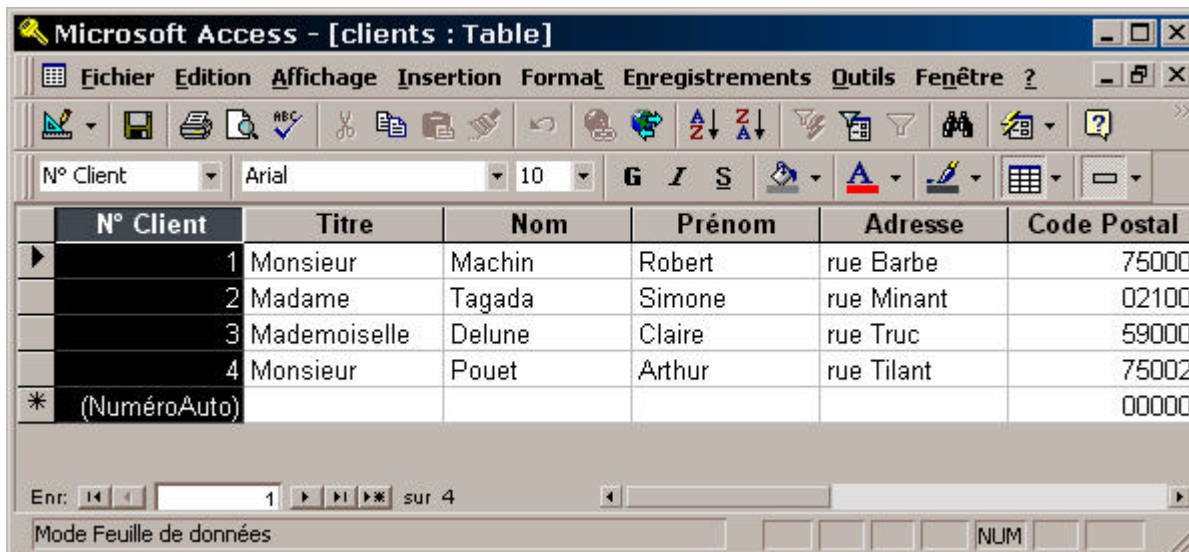 Microsoft Access - [clients : Table]
Fichier Edition Affichage Insertion Format Enregistrements Outils Fenêtre ?
ABC A Z Z A
N° Client Arial 10 G I S A
N° Client Titre Nom Prénom Adresse Code Postal
1 Monsieur Machin Robert rue Barbe 75000
2 Madame Tagada Simone rue Minant 02100
3 Mademoiselle Delune Claire rue Truc 59000
4 Monsieur Pouet Arthur rue Tilant 75002
(NuméroAuto) 00000
Enr: 1 sur 4
Mode Feuille de données NUM